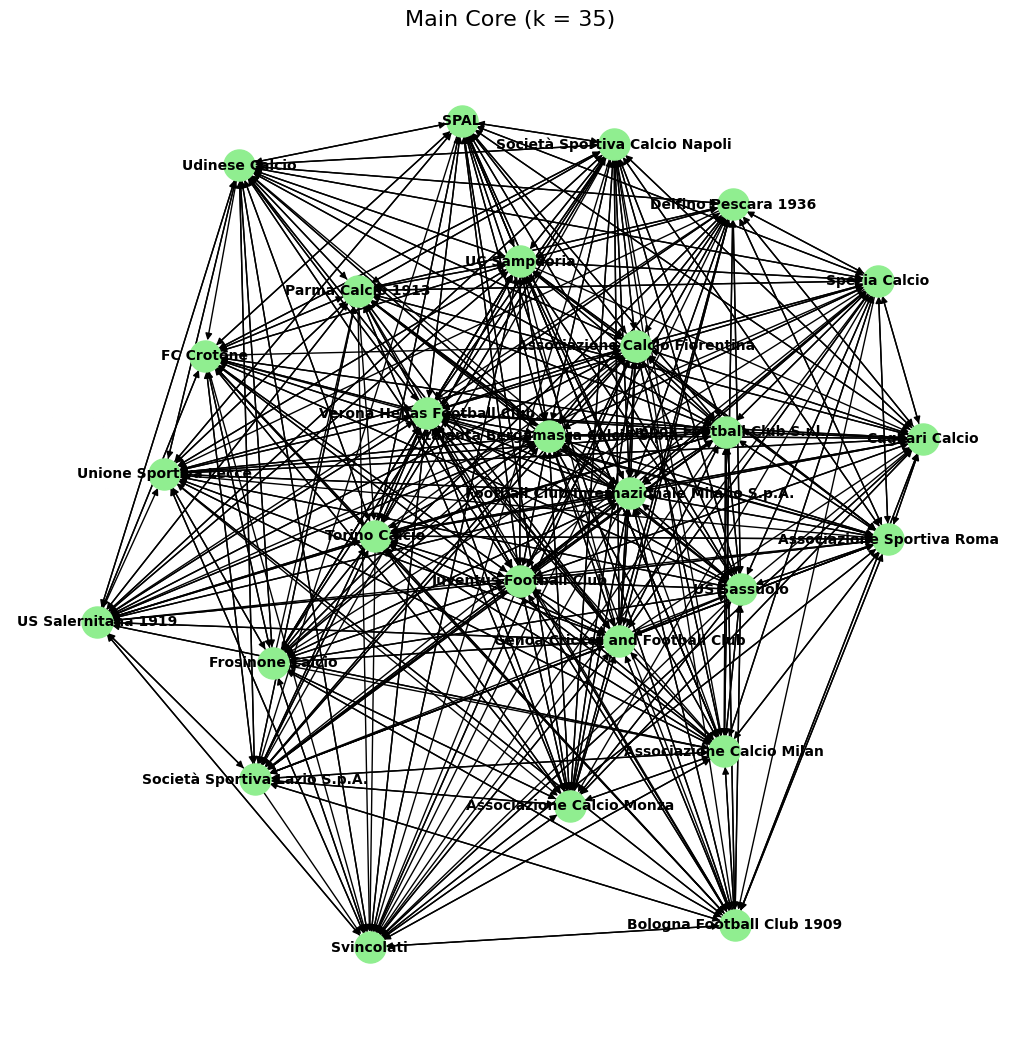 Main Core (k = 35)
SPAL
Società Sportiva Calcio Napoli
Udinese Calcio
Delfino Pescara 1936
UC Sampdoria
Spezia Calcio
Parma Calcio 1913
Associazione Calcio Fiorentina
FC Crotone
Verona Hellas Football Club
Football Club S.r.l
Atalanta Bergamasca Calcio
Cagliari Calcio
Unione Sportiva Lecce
Football Club Internazionale Milano S.p.A.
Torino Calcio
Associazione Sportiva Roma
Juventus Football Club
US Sassuolo
US Salernitana 1919
Genoa Cricket and Football Club
Frosinone Calcio
Associazione Calcio Milan
Società Sportiva Lazio S.p.A.
Associazione Calcio Monza
Bologna Football Club 1909
Svincolati